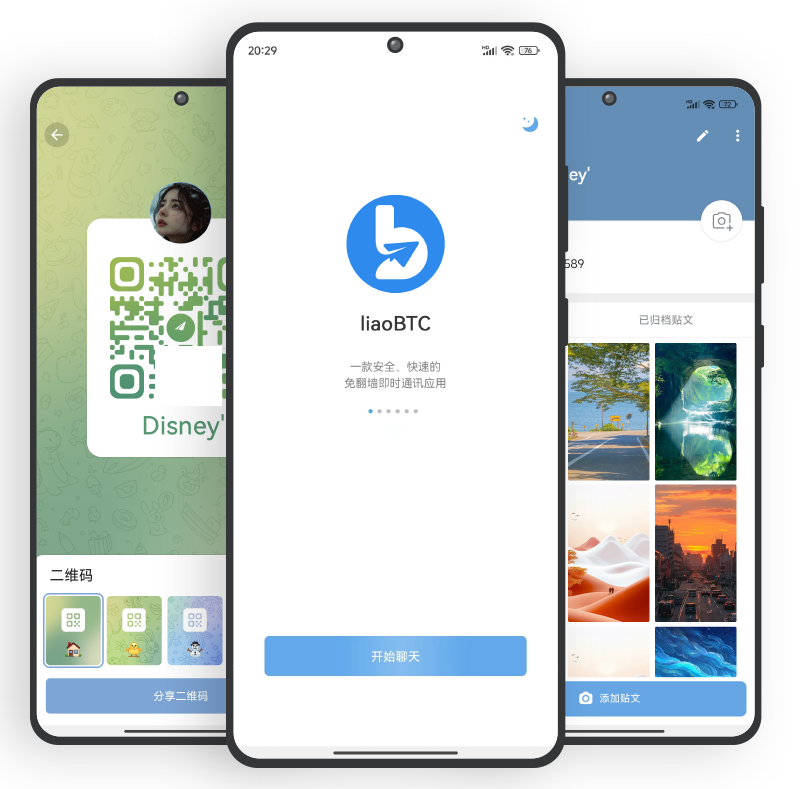 Disney'
二维码
分享二维码
20:29
HD
76
liaoBTC
一款安全、快速的
免翻墙即时通讯应用
开始聊天
HD
72
ey'
589
已归档贴文
添加贴文